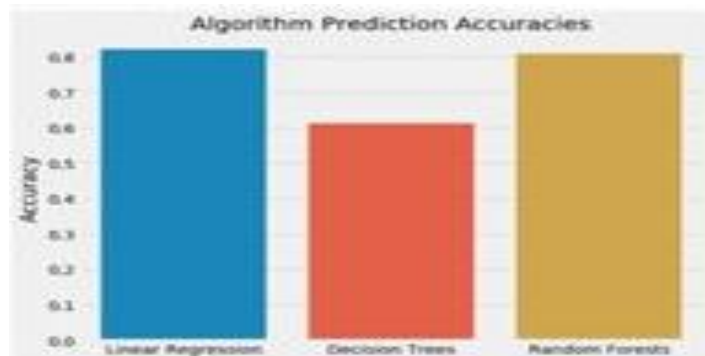 Algorithm Prediction Accuracies
Accuracy
0.8
0.7
0.6
0.5
0.4
0.3
0.2
0.1
0.0
Linear Regression
Decision Trees
Random Forests